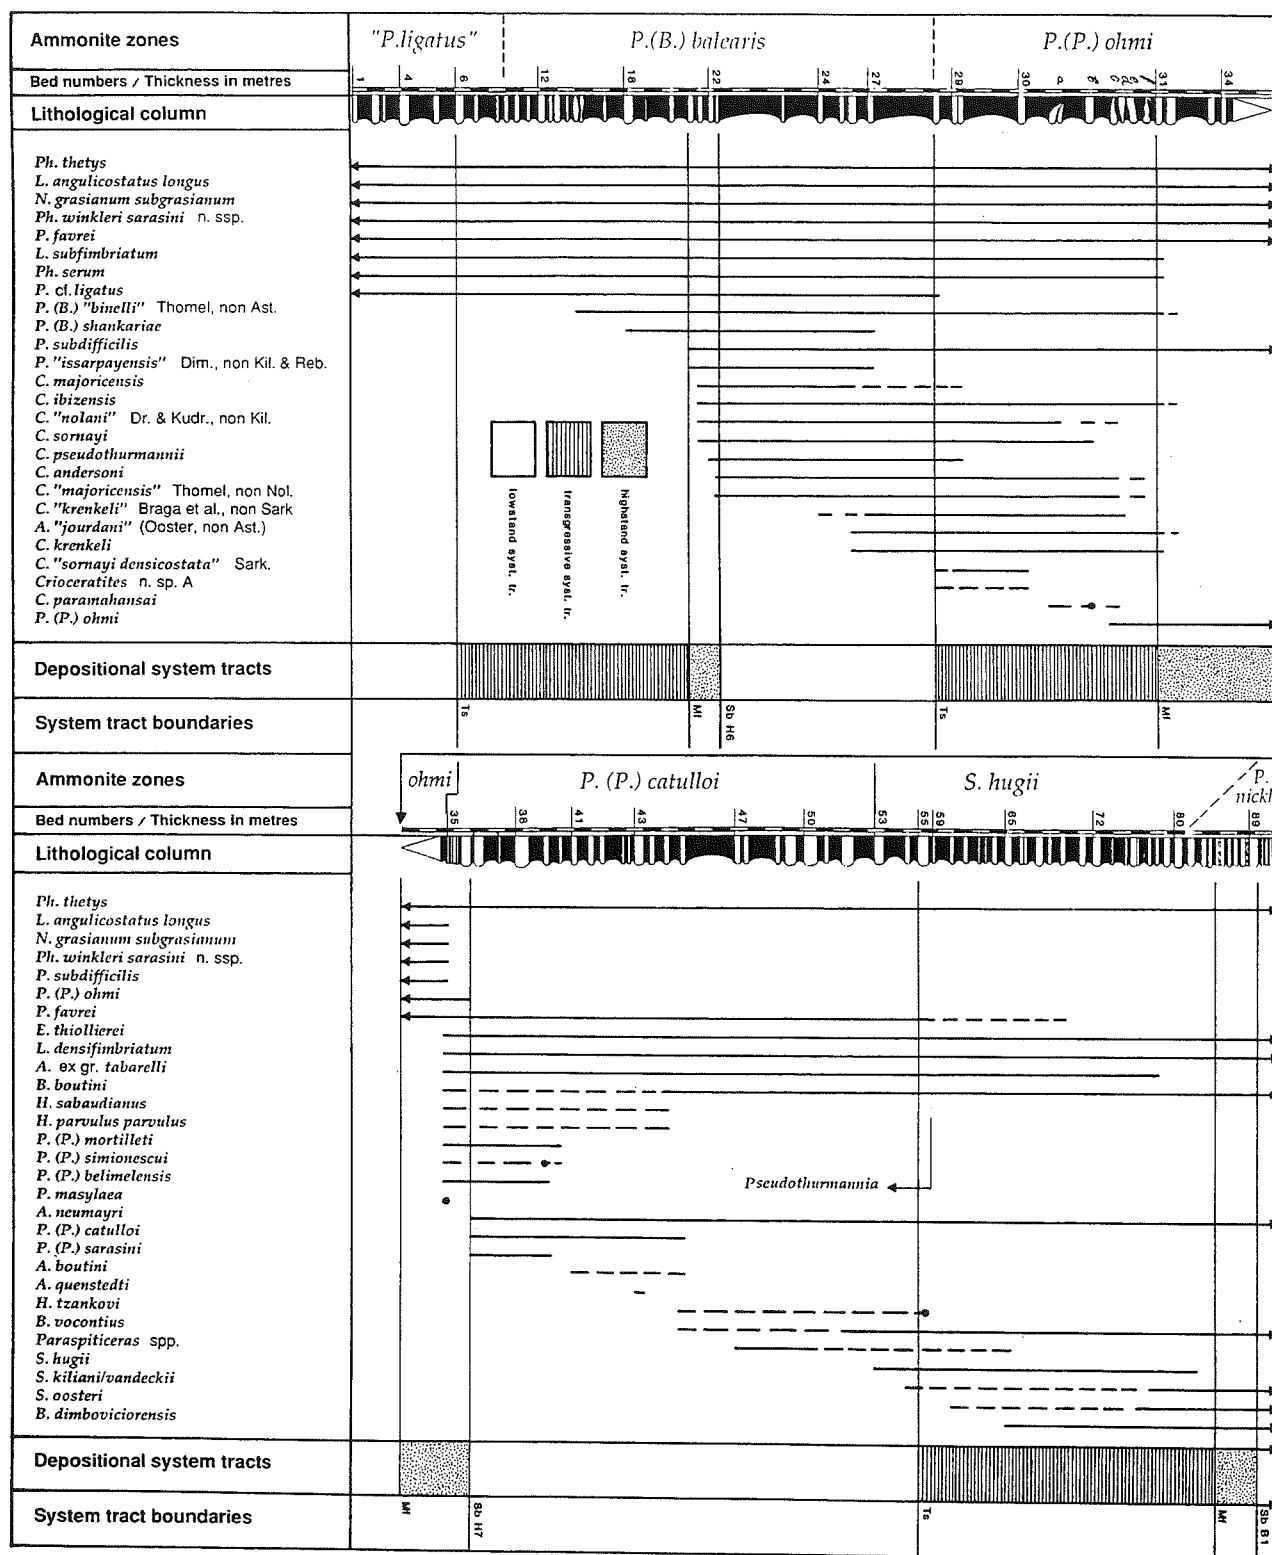 Ammonite zones "P.ligatus" P.(B.) balearis P.(P.) ohmi
Bed numbers / Thickness in metres 1 4 6 12 18 22 24 27 29 30 a 31 34
Lithological column
Ph. thetys
L. angulicostatus longus
N. grasianum subgrasianum
Ph. winkleri sarasini n. ssp.
P. favrei
L. subfimbriatum
Ph. serum
P. cf. ligatus
P. (B.) "binelli" Thomel, non Ast.
P. (B.) shankariae
P. subdifficilis
P. "issarpayensis" Dim., non Kil. & Reb.
C. majoricensis
C. ibizensis
C. "nolani" Dr. & Kudr., non Kil.
C. sornayi
C. pseudothurmannii
C. andersoni
C. "majoricensis" Thomel, non Nol.
C. "krenkeli" Braga et al., non Sark
A. "jourdani" (Ooster, non Ast.)
C. krenkeli
C. "sornayi densicostata" Sark.
Crioceratites n. sp. A
C. paramahansai
P. (P.) ohmi
lowstand syst. tr.
transgressive syst. tr.
highstand syst. tr.
Depositional system tracts
System tract boundaries Ts Mf Sb H6 Ts Mf
Ammonite zones ohmi P. (P.) catulloi S. hugii P. nickl
Bed numbers / Thickness in metres 35 38 41 43 47 50 53 55 59 65 72 80 89
Lithological column
Ph. thetys
L. angulicostatus longus
N. grasianum subgrasianum
Ph. winkleri sarasini n. ssp.
P. subdifficilis
P. (P.) ohmi
P. favrei
E. thiollierei
L. densifimbriatum
A. ex gr. tabarelli
B. boutini
H. sabaudianus
H. parvulus parvulus
P. (P.) mortilleti
P. (P.) simionescui
P. (P.) belimelensis
P. masylaea
A. neumayri
P. (P.) catulloi
P. (P.) sarasini
A. boutini
A. quenstedti
H. tzankovi
B. vocontius
Paraspiticeras spp.
S. hugii
S. kiliani/vandeckii
S. oosteri
B. dimboviciorensis
Pseudothurmannia
Depositional system tracts
System tract boundaries Mf Sb H7 Ts Mf Sb B1